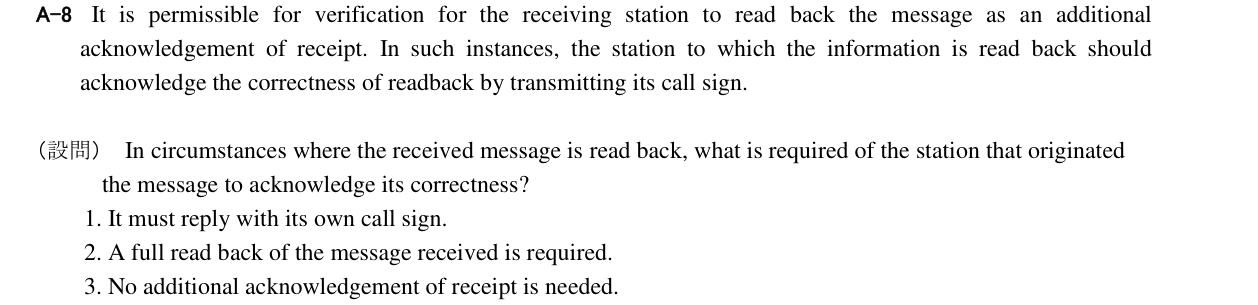 A-8 It is permissible for verification for the receiving station to read back the message as an additional
acknowledgement of receipt. In such instances, the station to which the information is read back should
acknowledge the correctness of readback by transmitting its call sign.
（設問） In circumstances where the received message is read back, what is required of the station that originated
the message to acknowledge its correctness?
1. It must reply with its own call sign.
2. A full read back of the message received is required.
3. No additional acknowledgement of receipt is needed.